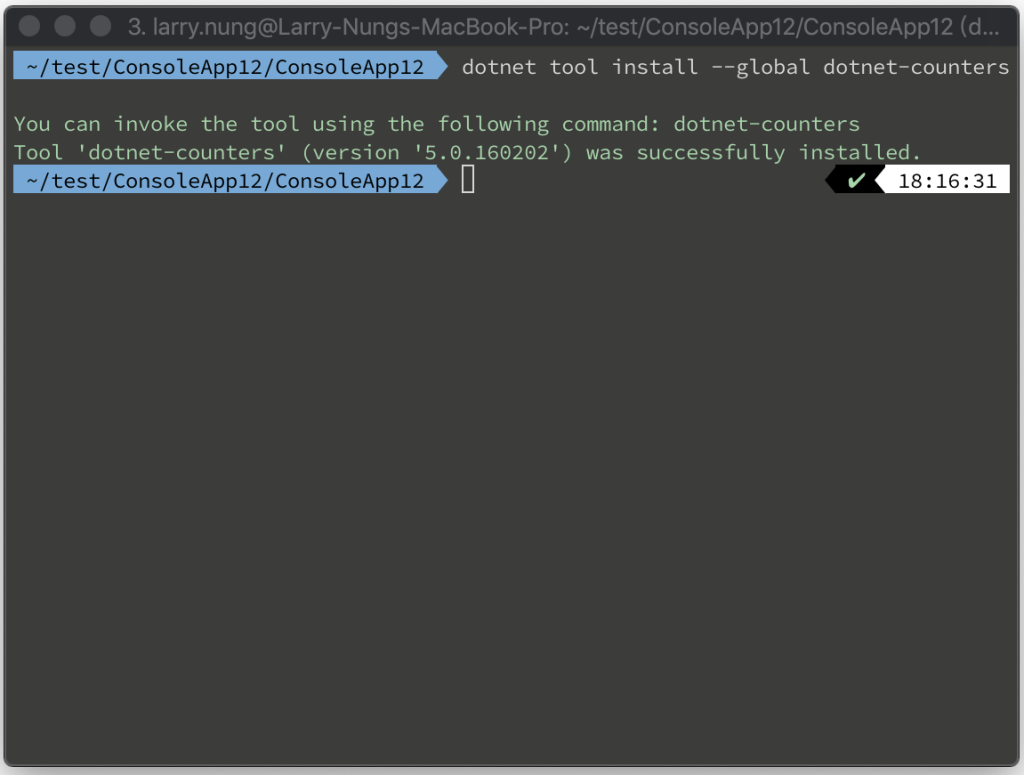 3. larry.nung@Larry-Nungs-MacBook-Pro: ~/test/ConsoleApp12/ConsoleApp12 (d...
~/test/ConsoleApp12/ConsoleApp12 dotnet tool install --global dotnet-counters
You can invoke the tool using the following command: dotnet-counters
Tool 'dotnet-counters' (version '5.0.160202') was successfully installed.
~/test/ConsoleApp12/ConsoleApp12 ✔ 18:16:31